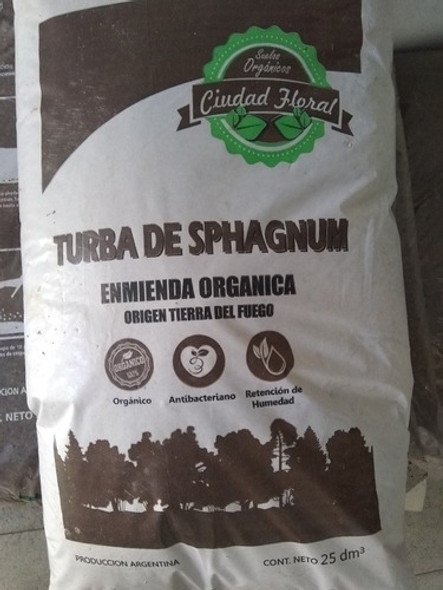 Suelos
Orgánicos
Ciudad Floral
TURBA DE SPHAGNUM
ENMIENDA ORGANICA
ORIGEN TIERRA DEL FUEGO
ORGANICO
100%
Orgánico
Antibacteriano
Retención de
Humedad
PRODUCCION ARGENTINA
CONT. NETO 25 dm³
NETO